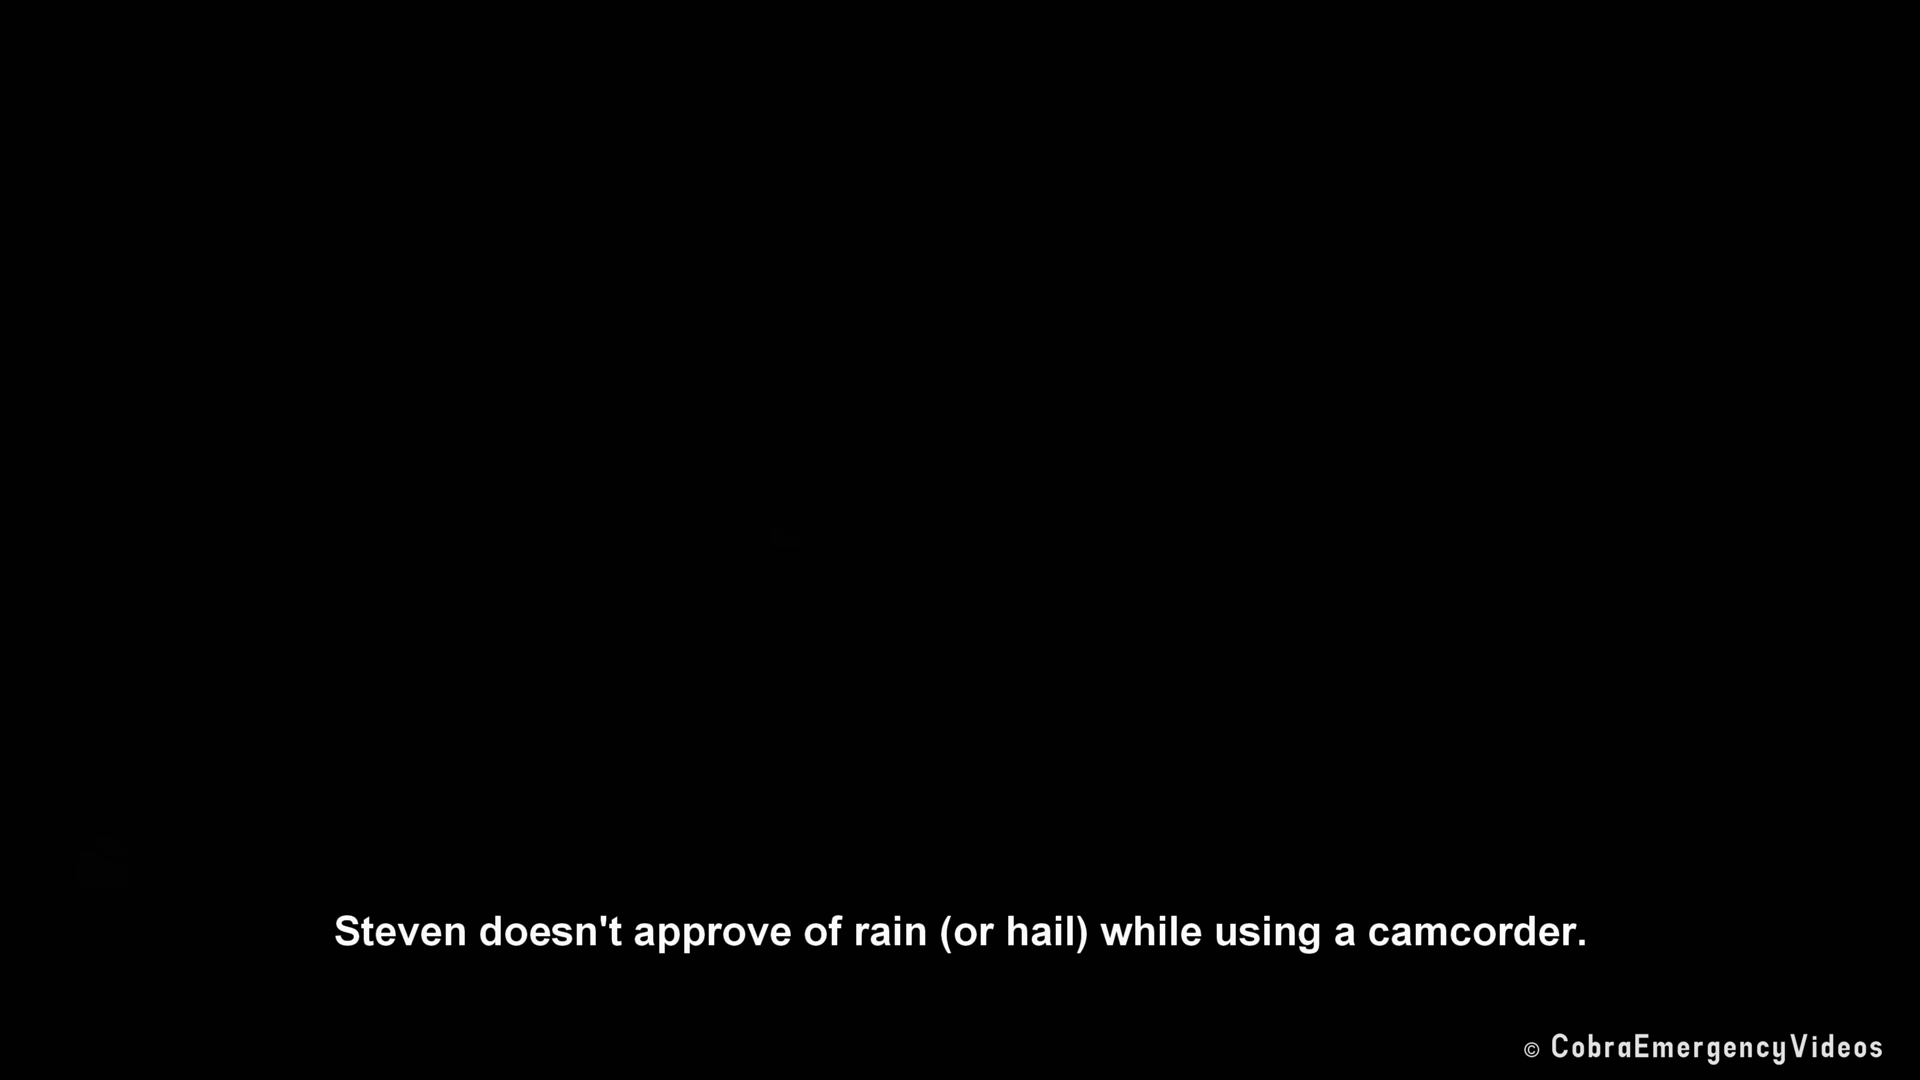 Steven doesn't approve of rain (or hail) while using a camcorder.
© CobraEmergencyVideos